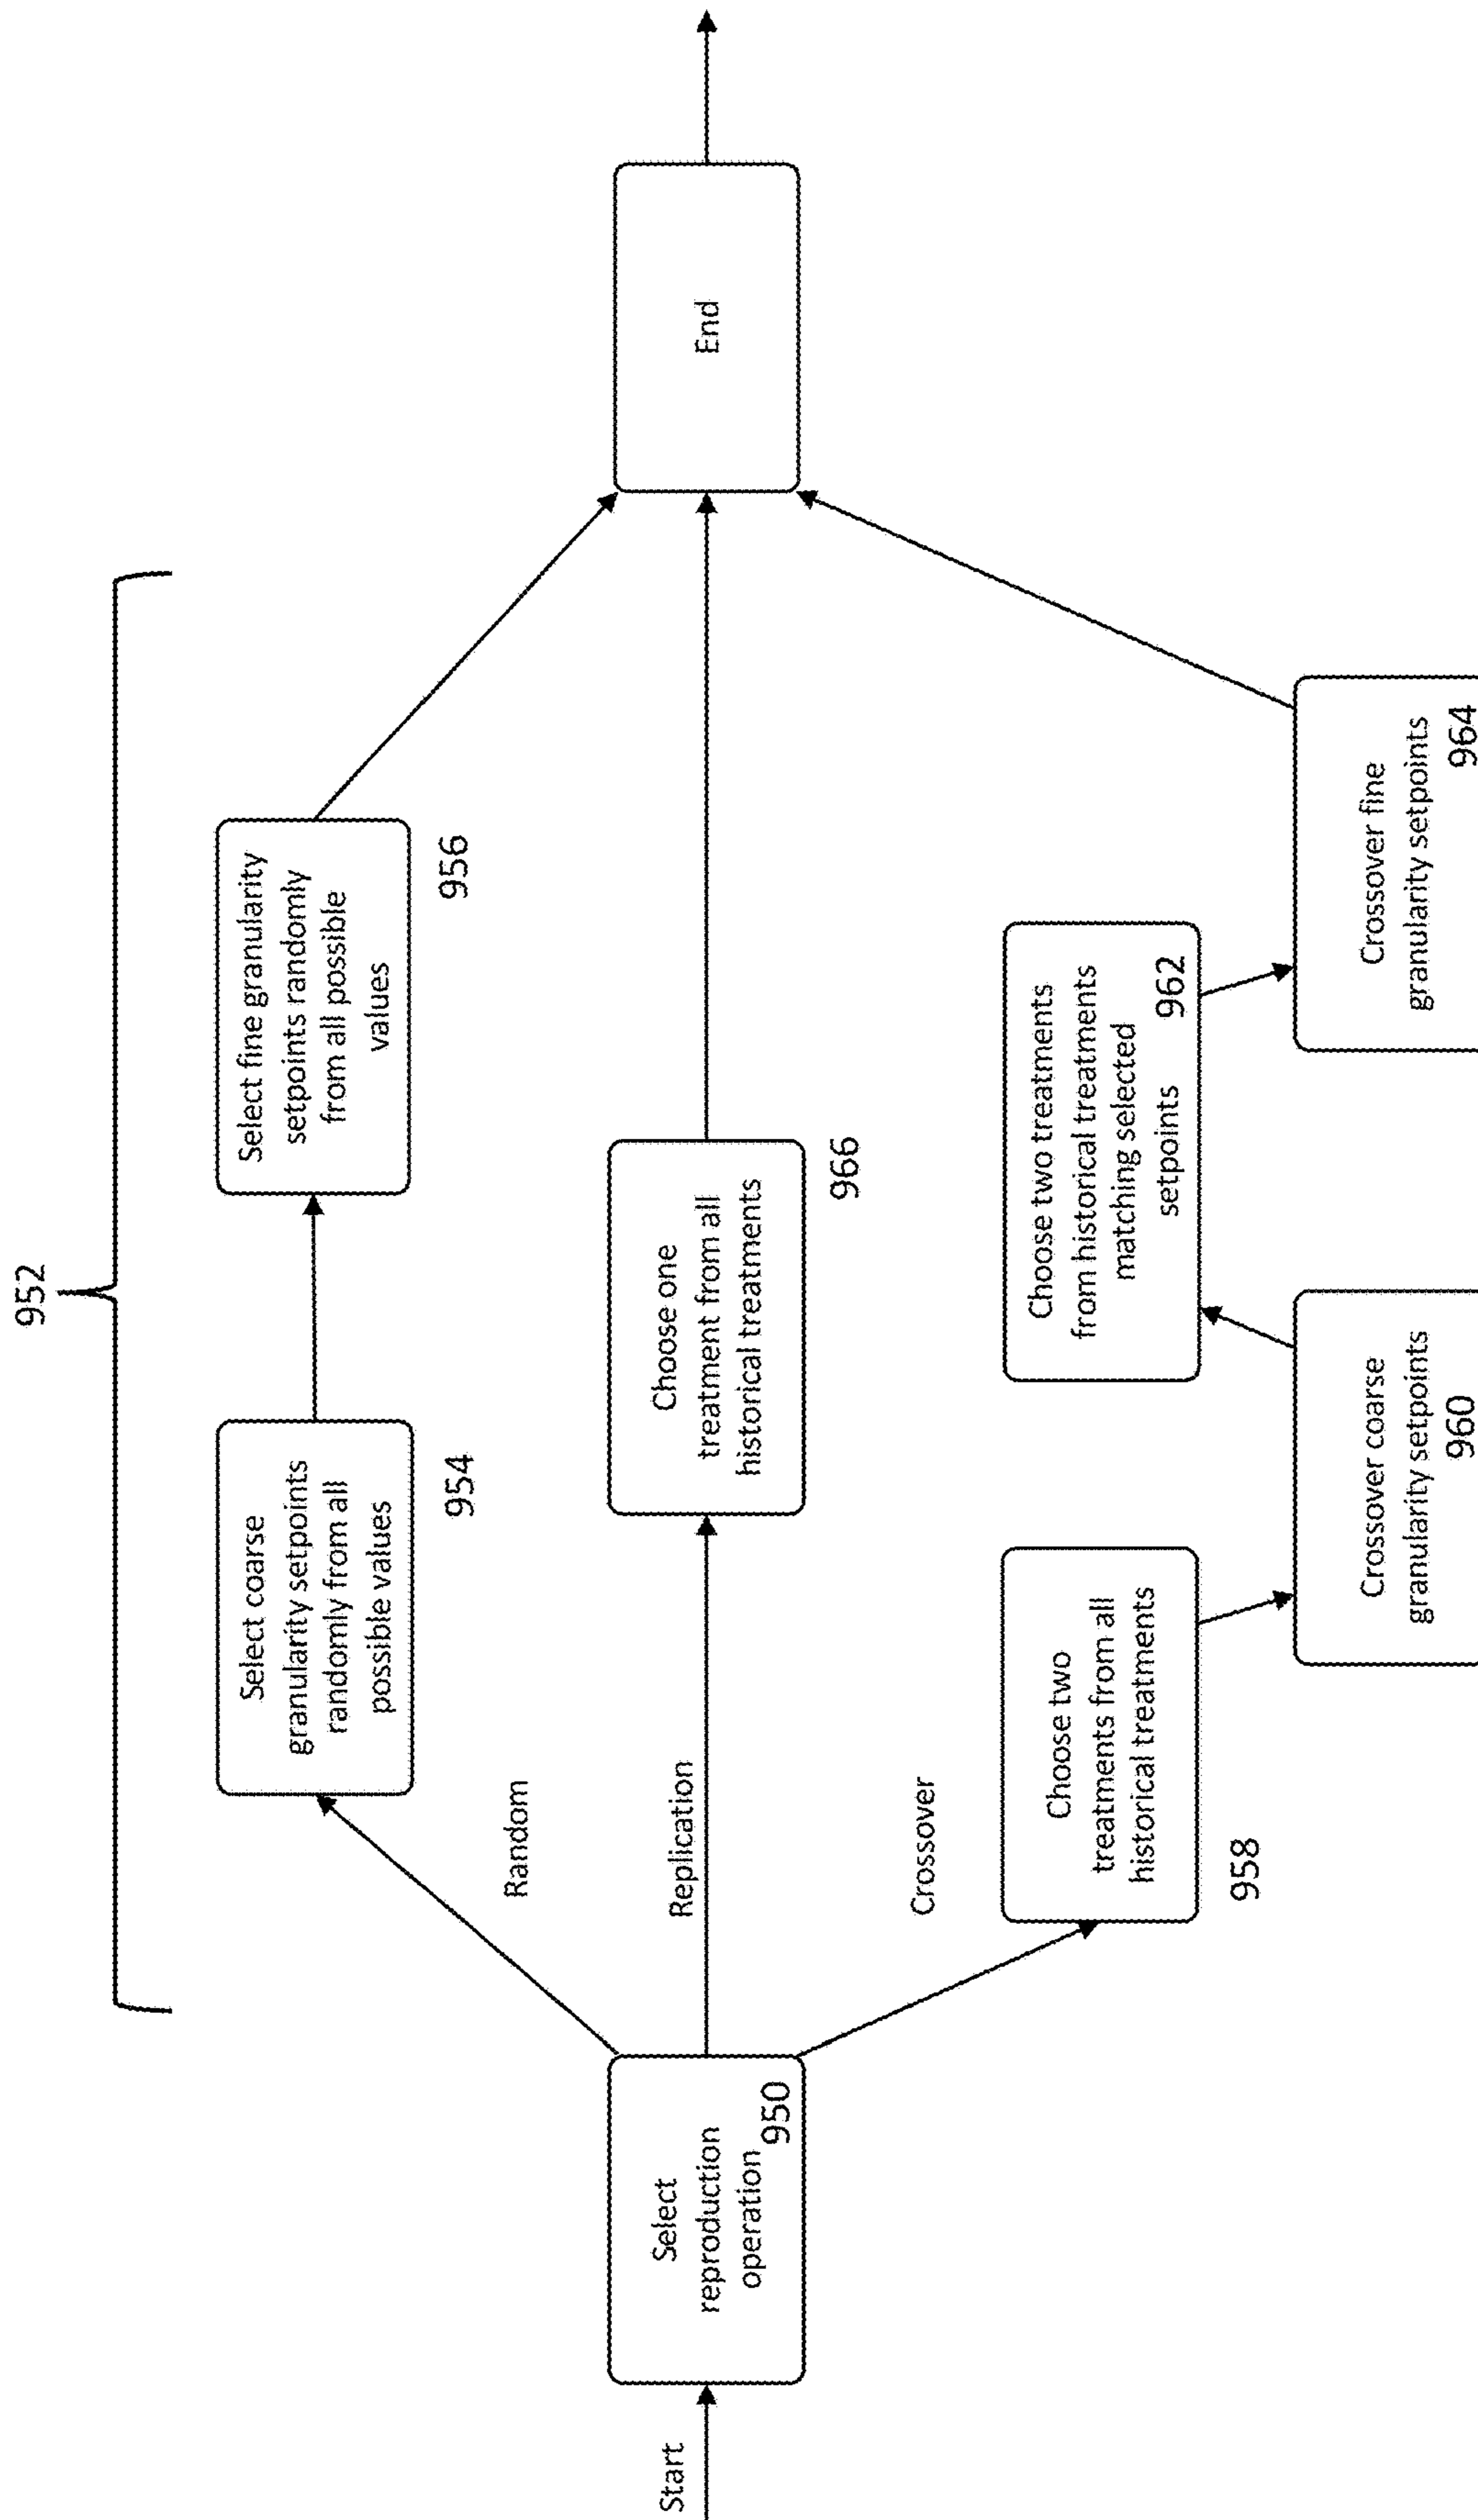 952
Select coarse
granularity setpoints
randomly from all
possible values
954
Select fine granularity
setpoints randomly
from all possible
values
956
Random
Start
Select
reproduction
operation
950
Replication
Choose one
treatment from all
historical treatments
966
End
Crossover
Choose two
treatments from all
historical treatments
958
Crossover coarse
granularity setpoints
960
Choose two treatments
from historical treatments
matching selected
setpoints
962
Crossover fine
granularity setpoints
964